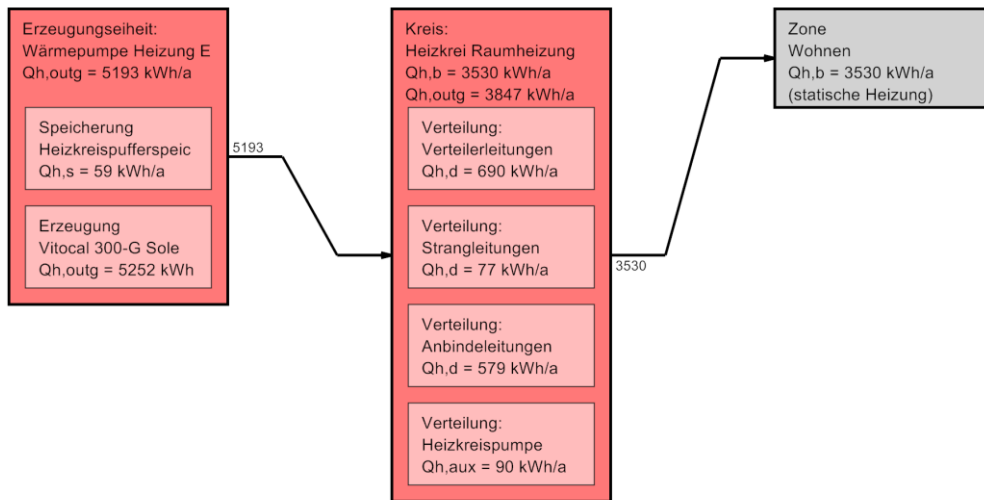 Erzeugungseiheit:
Wärmepumpe Heizung E
Qh,outg = 5193 kWh/a
Speicherung
Heizkreispufferspeic
Qh,s = 59 kWh/a
Erzeugung
Vitocal 300-G Sole
Qh,outg = 5252 kWh
5193
Kreis:
Heizkrei Raumheizung
Qh,b = 3530 kWh/a
Qh,outg = 3847 kWh/a
Verteilung:
Verteilerleitungen
Qh,d = 690 kWh/a
Verteilung:
Strangleitungen
Qh,d = 77 kWh/a
Verteilung:
Anbindeleitungen
Qh,d = 579 kWh/a
Verteilung:
Heizkreispumpe
Qh,aux = 90 kWh/a
3530
Zone
Wohnen
Qh,b = 3530 kWh/a
(statische Heizung)